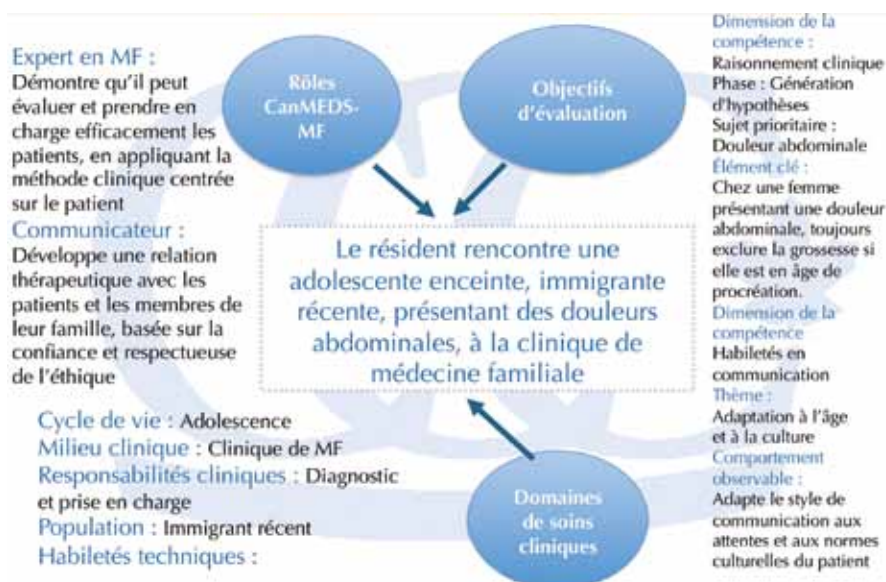 Expert en MF :
Démontre qu'il peut
évaluer et prendre en
charge efficacement les
patients, en appliquant la
méthode clinique centrée
sur le patient
Communicateur :
Développe une relation
thérapeutique avec les
patients et les membres de
leur famille, basée sur la
confiance et respectueuse
de l'éthique
Rôles
CanMEDS-
MF
Objectifs
d'évaluation
Dimension de la
compétence :
Raisonnement clinique
Phase : Génération
d'hypothèses
Sujet prioritaire :
Douleur abdominale
Élément clé :
Chez une femme
présentant une douleur
abdominale, toujours
exclure la grossesse si
elle est en âge de
procréation.
Dimension de la
compétence
Habiletés en
communication
Thème :
Adaptation à l'âge
et à la culture
Comportement
observable :
Adapte le style de
communication aux
attentes et aux normes
culturelles du patient
Le résident rencontre une
adolescente enceinte, immigrante
récente, présentant des douleurs
abdominales, à la clinique de
médecine familiale
Cycle de vie : Adolescence
Milieu clinique : Clinique de MF
Responsabilités cliniques : Diagnostic
et prise en charge
Population : Immigrant récent
Habiletés techniques :
Domaines
de soins
cliniques